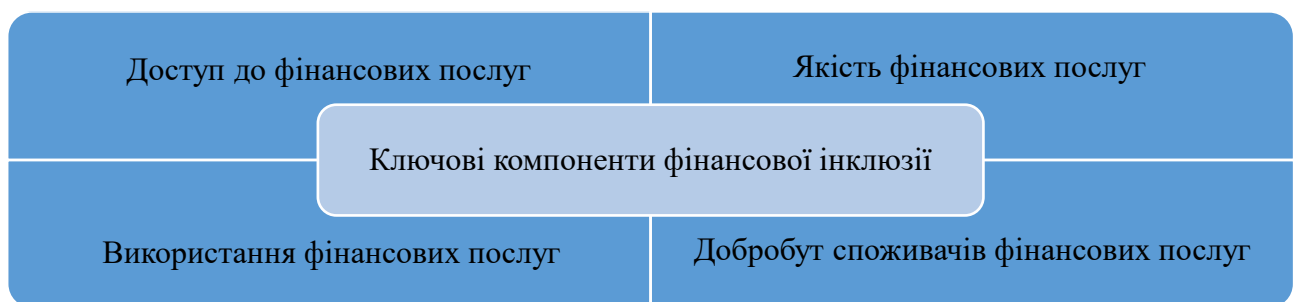 Доступ до фінансових послуг
Якість фінансових послуг
Ключові компоненти фінансової інклюзії
Використання фінансових послуг
Добробут споживачів фінансових послуг